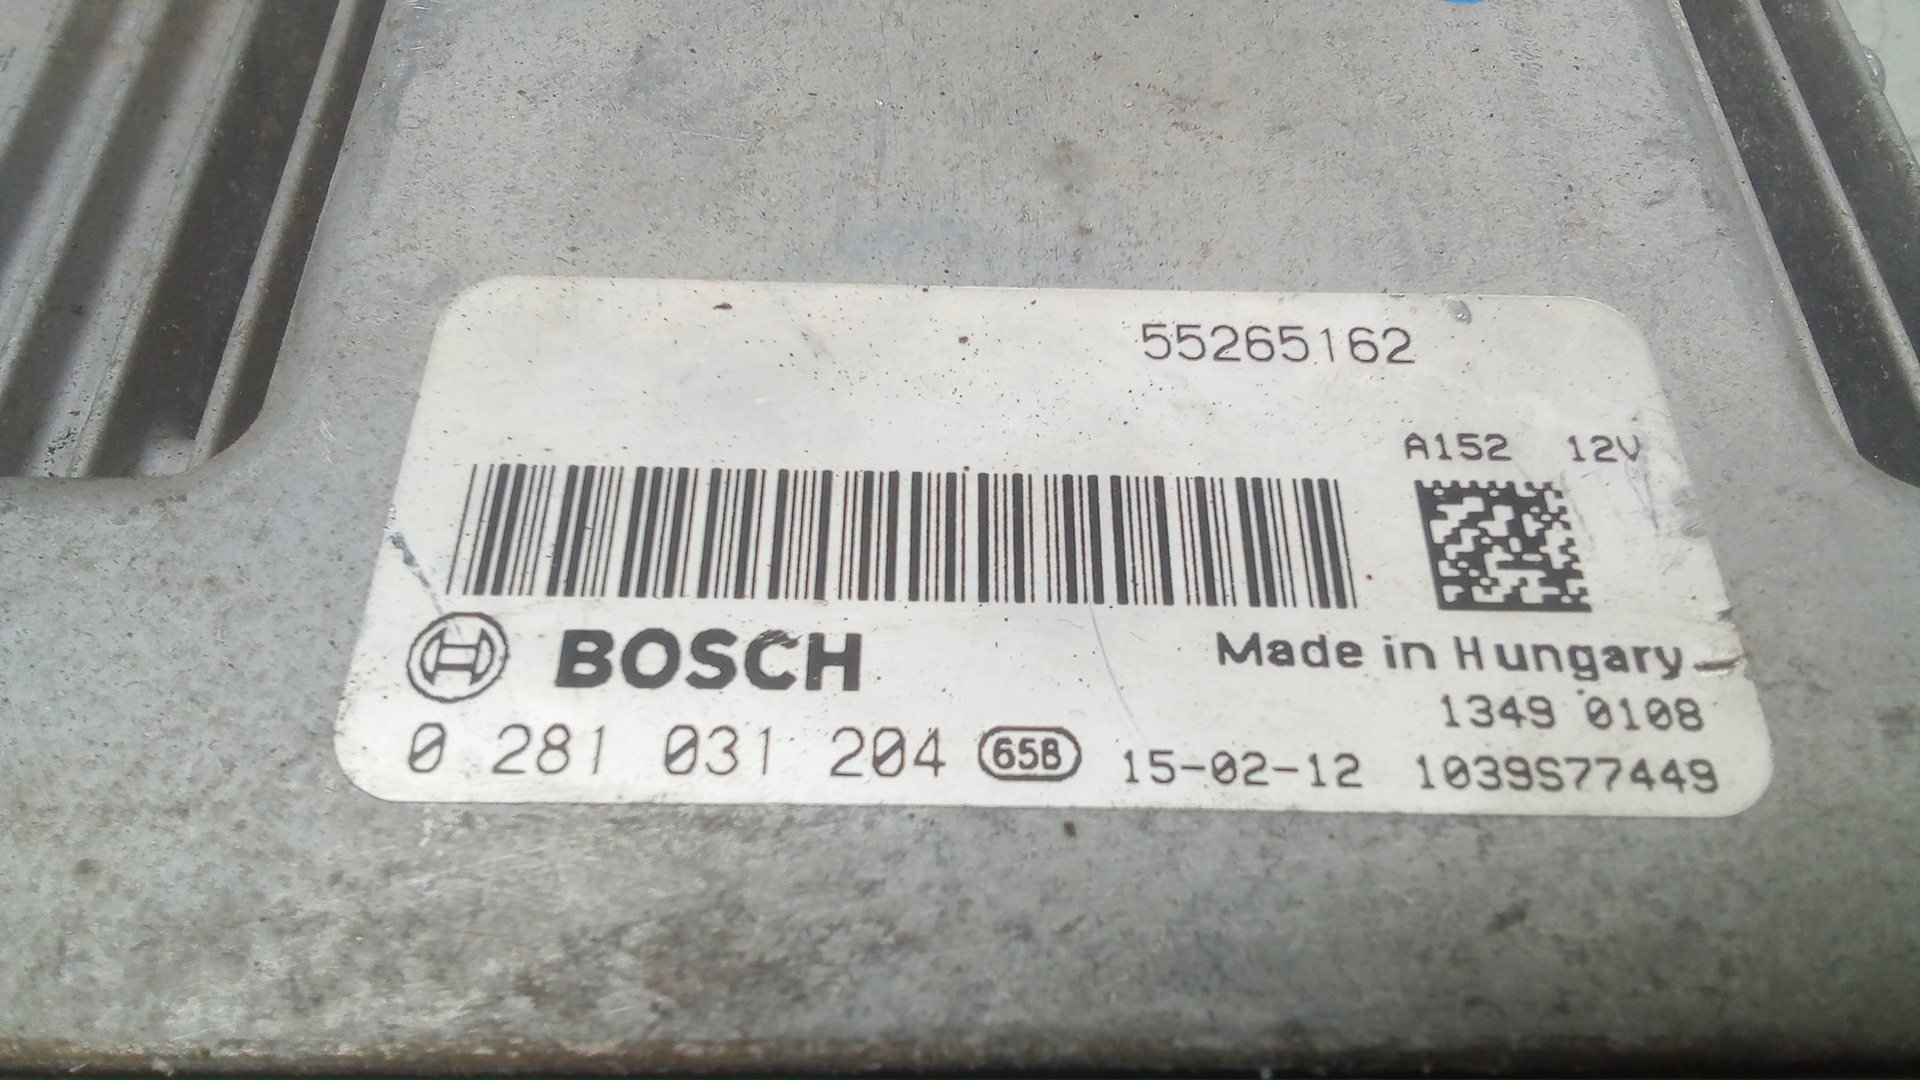 55265162
A152 12V
BOSCH
Made in Hungary
1349 0108
0 281 031 204 65B 15-02-12 1039S77449